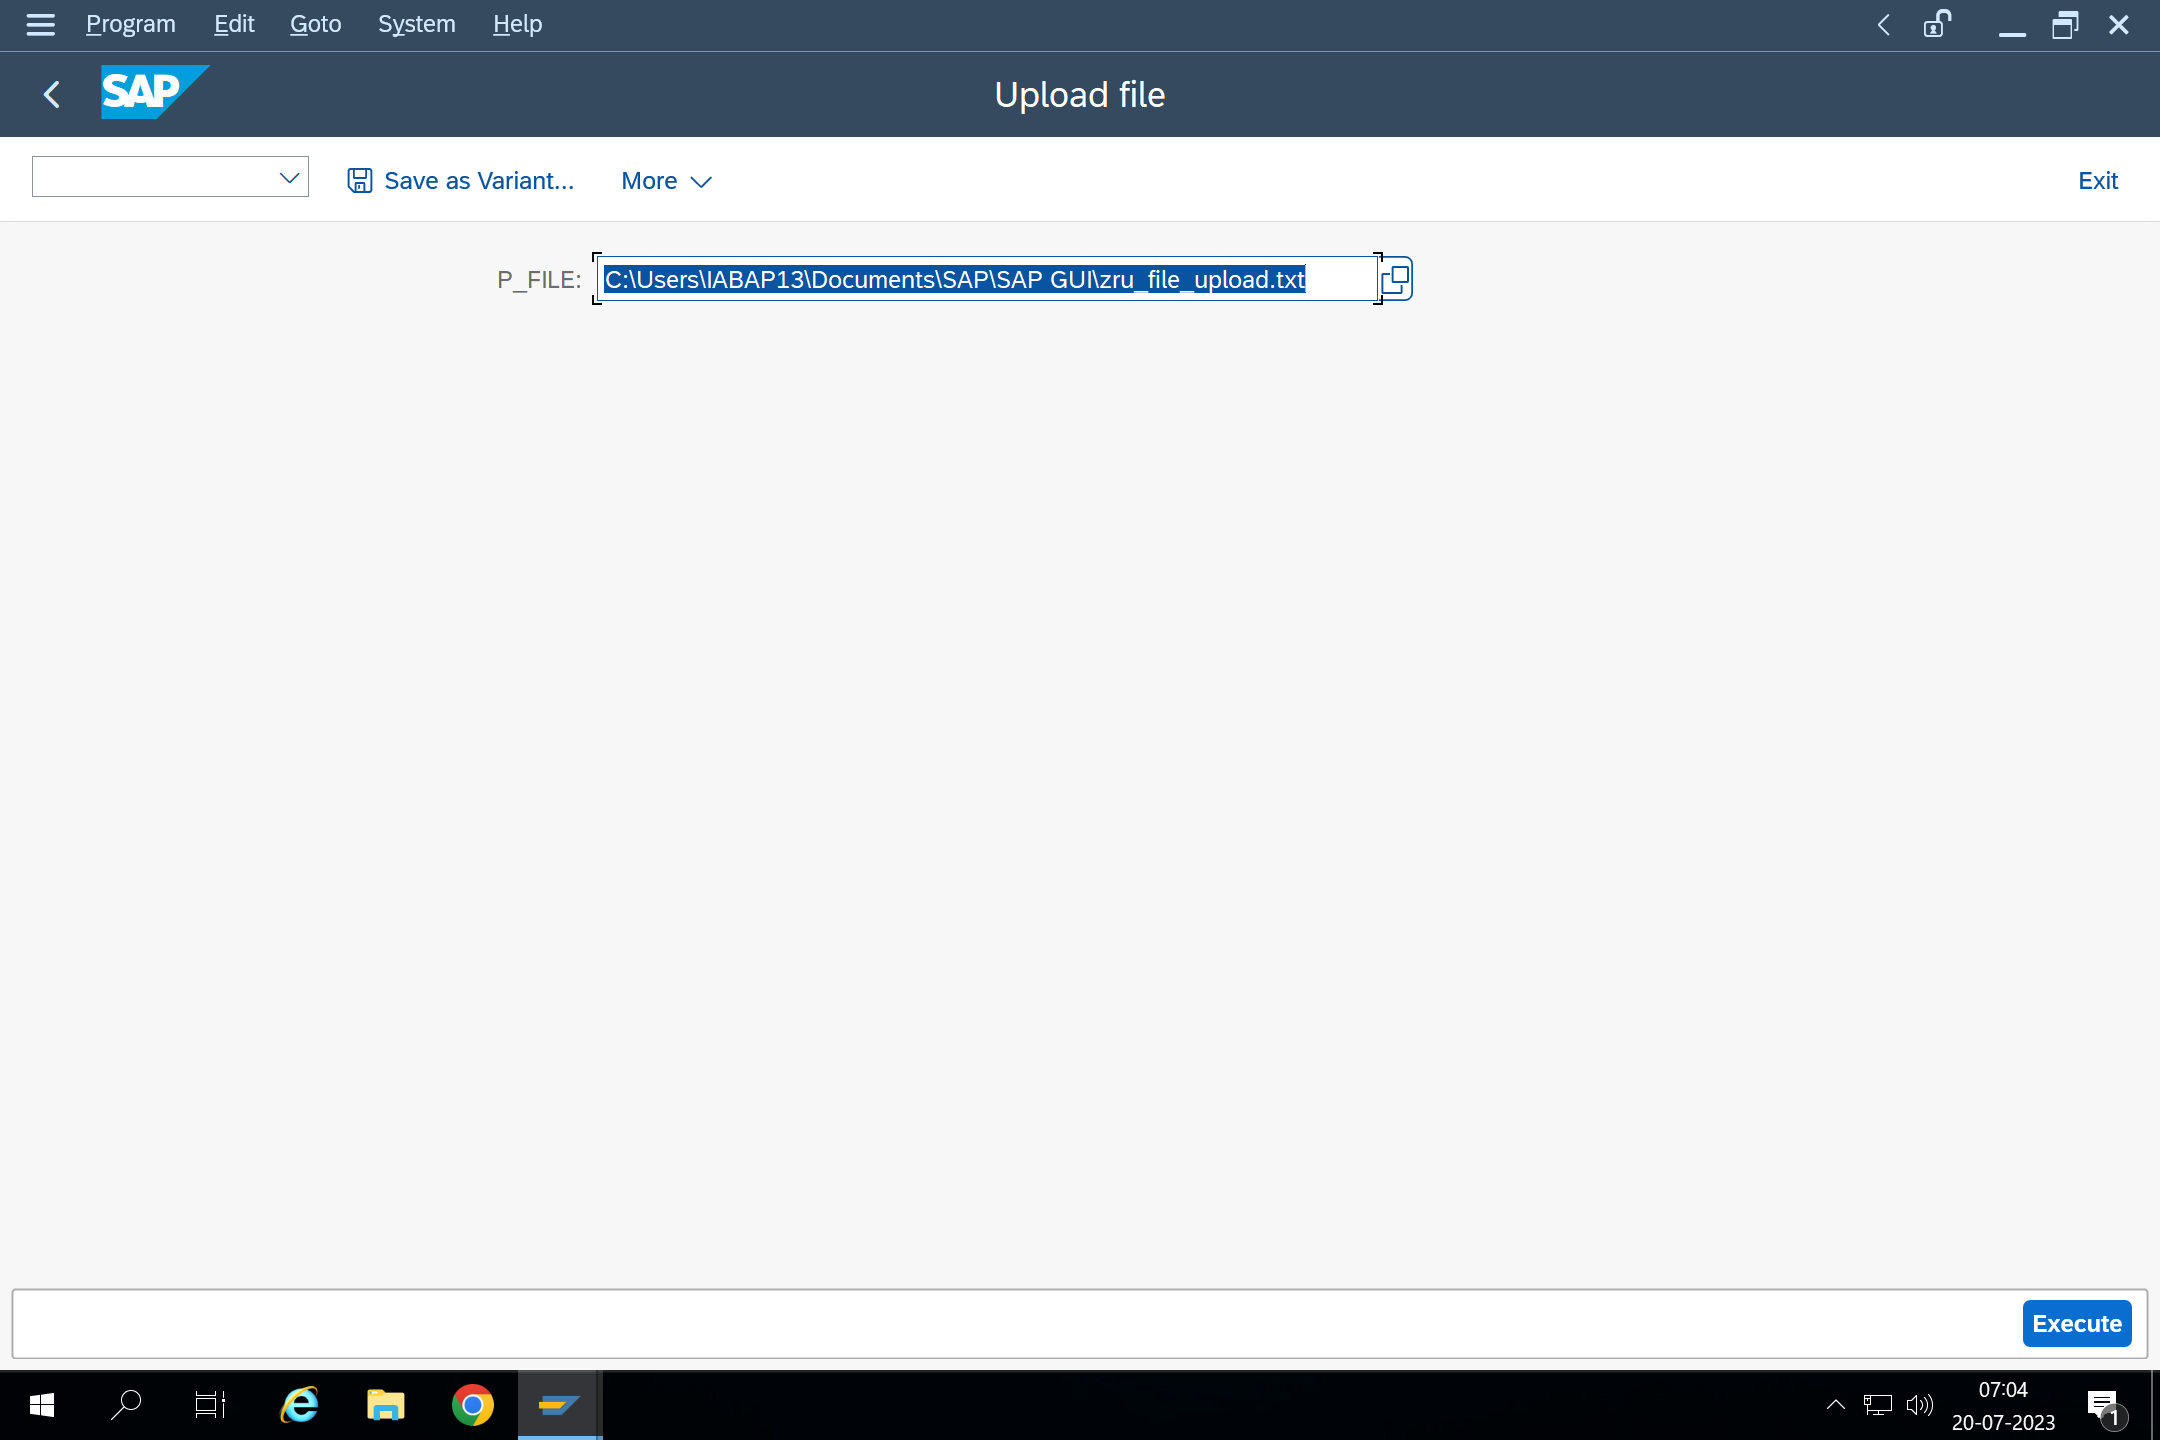 Program Edit Goto System Help
SAP
Upload file
Save as Variant... More Exit
P_FILE: C:\Users\IABAP13\Documents\SAP\SAP GUI\zru_file_upload.txt
Execute
07:04
20-07-2023
1